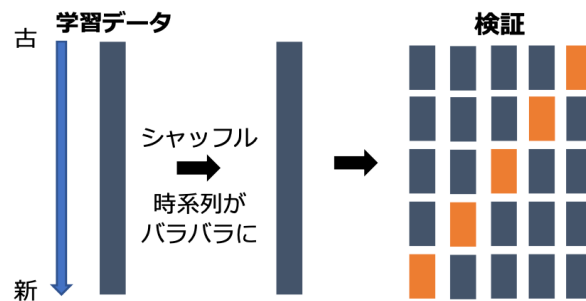 学習データ
検証
古
シャッフル
時系列が
バラバラに
新